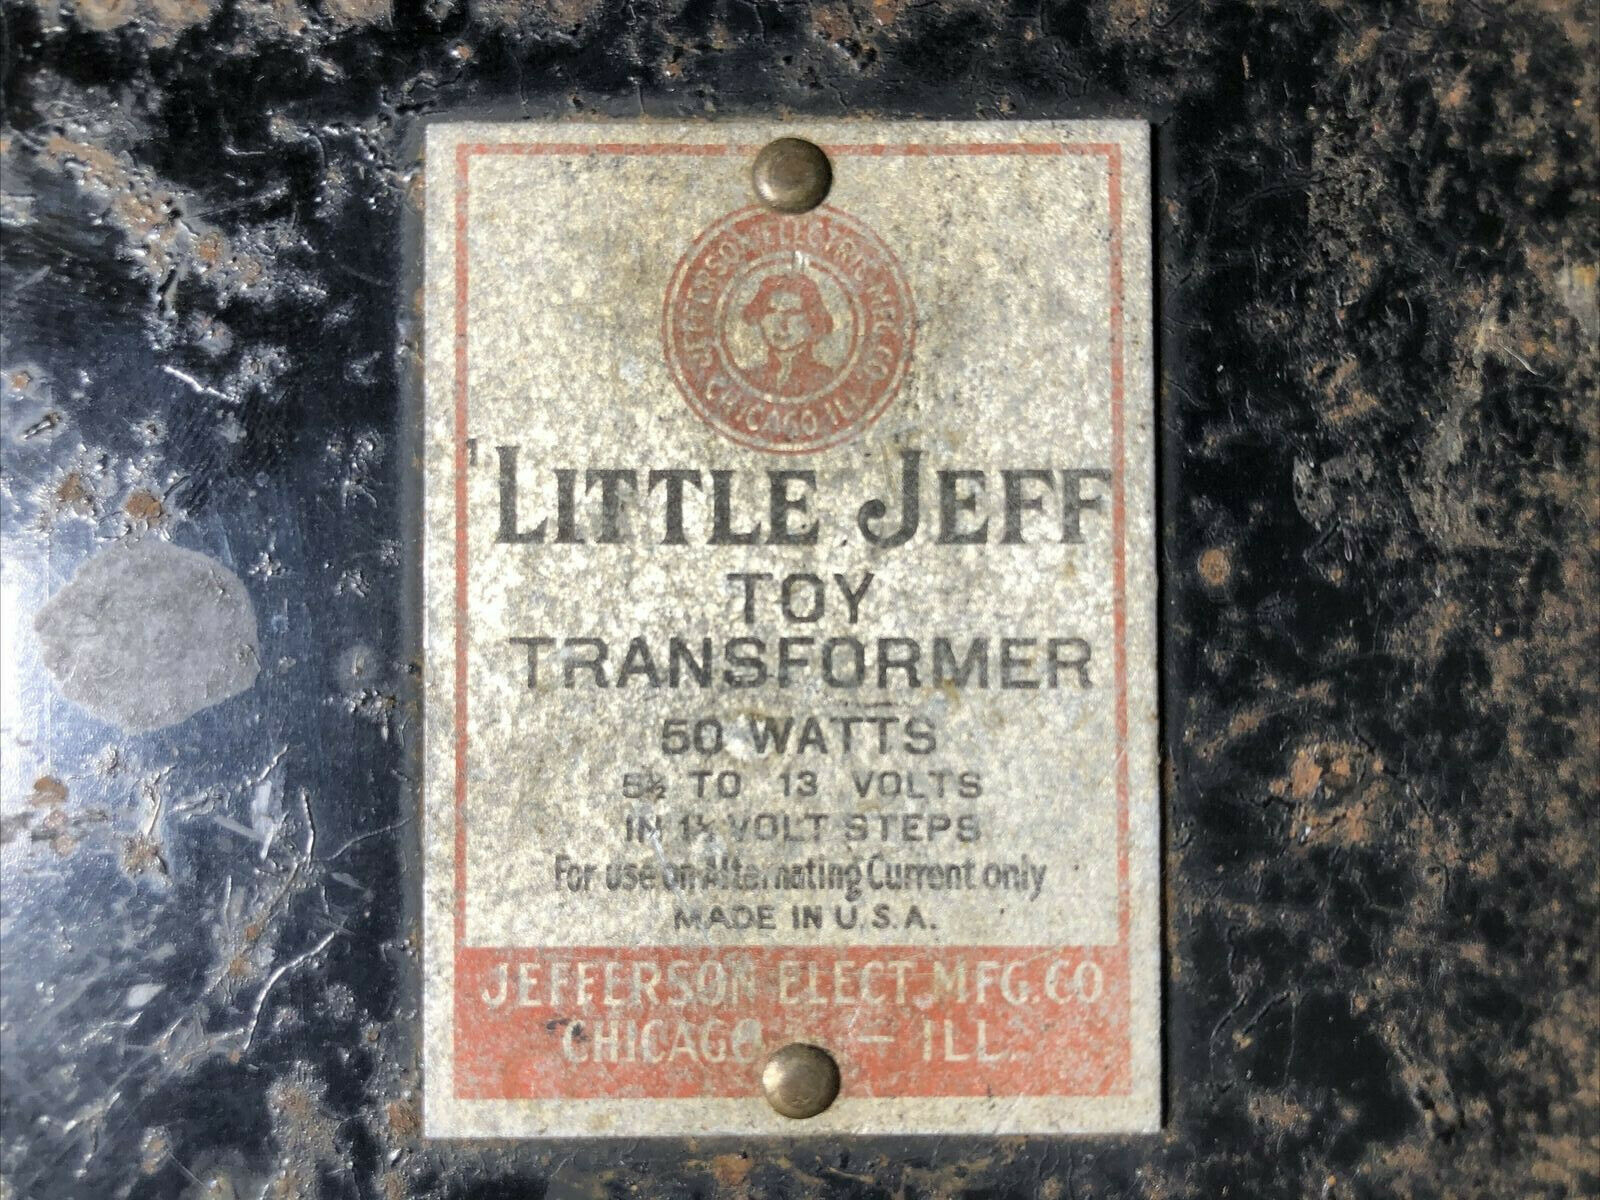 JEFFERSON ELECTRIC MFG. CO.
CHICAGO ILL.
LITTLE JEFF
TOY
TRANSFORMER
50 WATTS
5½ TO 13 VOLTS
IN 1½ VOLT STEPS
For use on Alternating Current only
MADE IN U.S.A.
JEFFERSON ELECT. MFG. CO
CHICAGO — ILL.